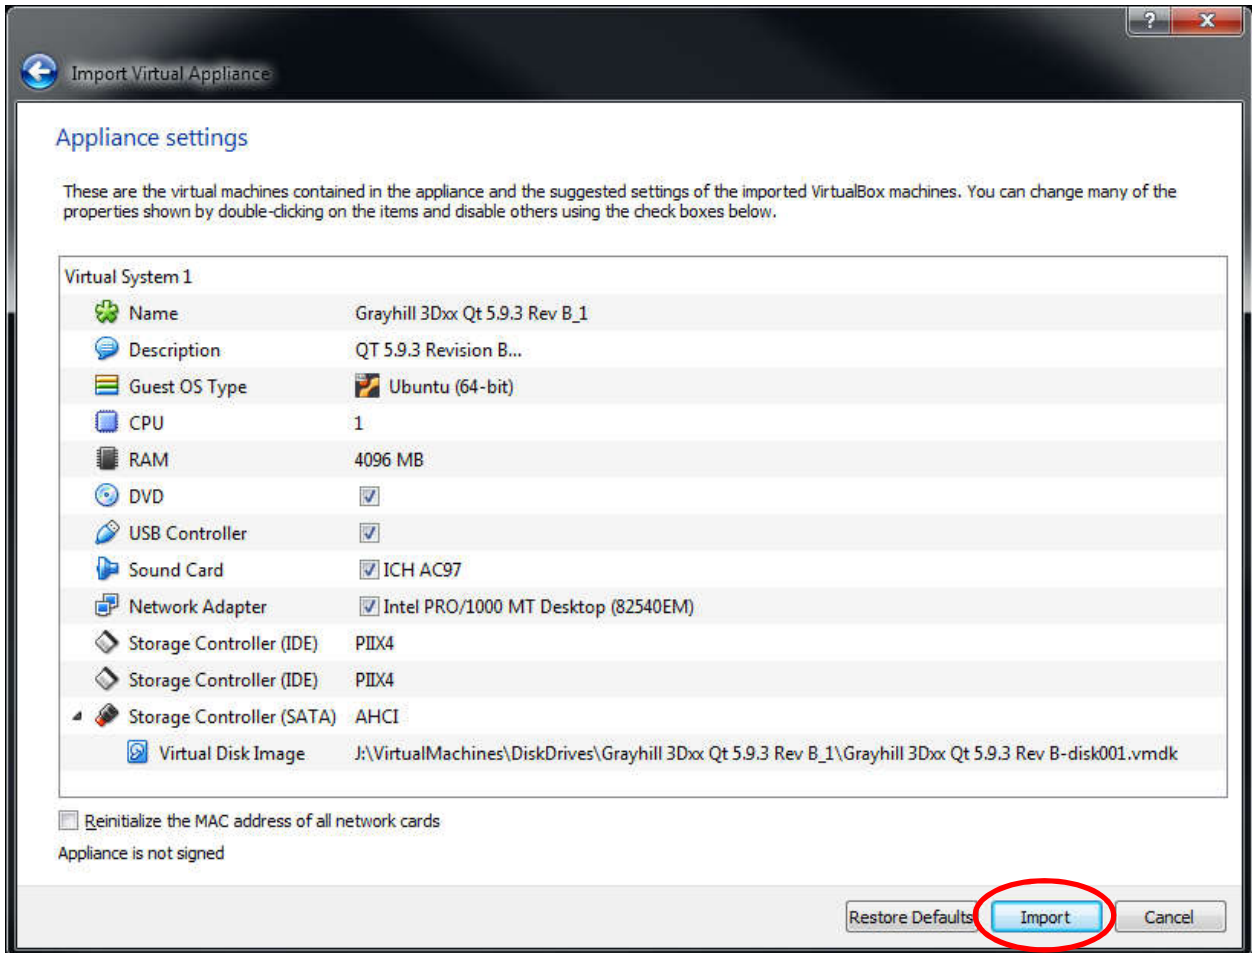 ?
Import Virtual Appliance
Appliance settings
These are the virtual machines contained in the appliance and the suggested settings of the imported VirtualBox machines. You can change many of the
properties shown by double-clicking on the items and disable others using the check boxes below.
Virtual System 1
Name Grayhill 3Dxx Qt 5.9.3 Rev B_1
Description QT 5.9.3 Revision B...
Guest OS Type Ubuntu (64-bit)
CPU 1
RAM 4096 MB
DVD
USB Controller
Sound Card ICH AC97
Network Adapter Intel PRO/1000 MT Desktop (82540EM)
Storage Controller (IDE) PIIX4
Storage Controller (IDE) PIIX4
Storage Controller (SATA) AHCI
Virtual Disk Image J:\VirtualMachines\DiskDrives\Grayhill 3Dxx Qt 5.9.3 Rev B_1\Grayhill 3Dxx Qt 5.9.3 Rev B-disk001.vmdk
Reinitialize the MAC address of all network cards
Appliance is not signed
Restore Defaults Import Cancel